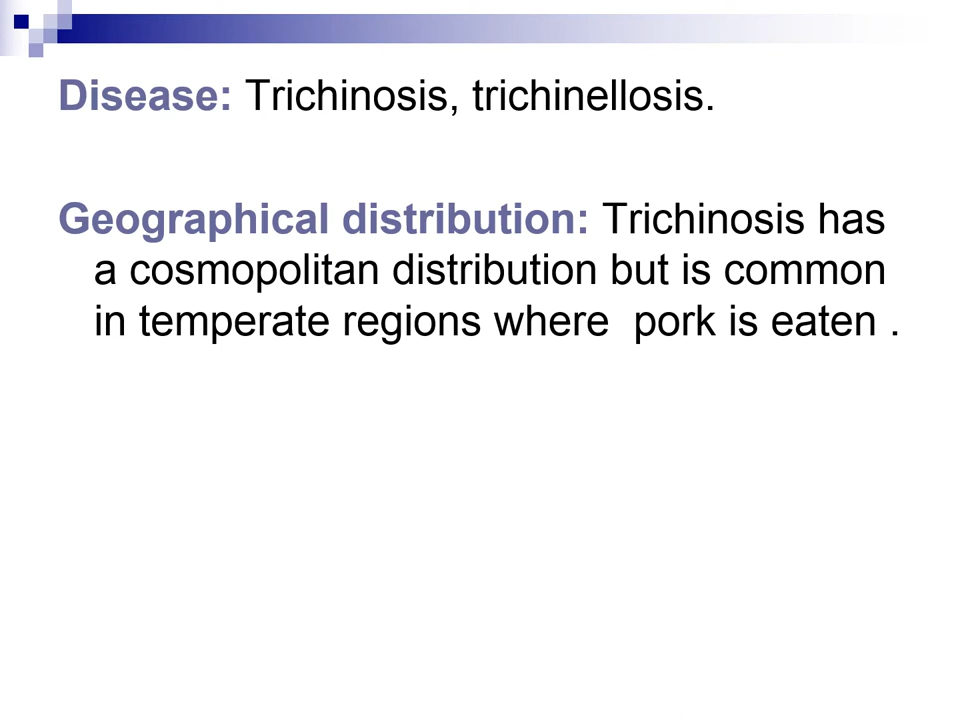 Disease: Trichinosis, trichinellosis.
Geographical distribution: Trichinosis has
a cosmopolitan distribution but is common
in temperate regions where  pork is eaten .